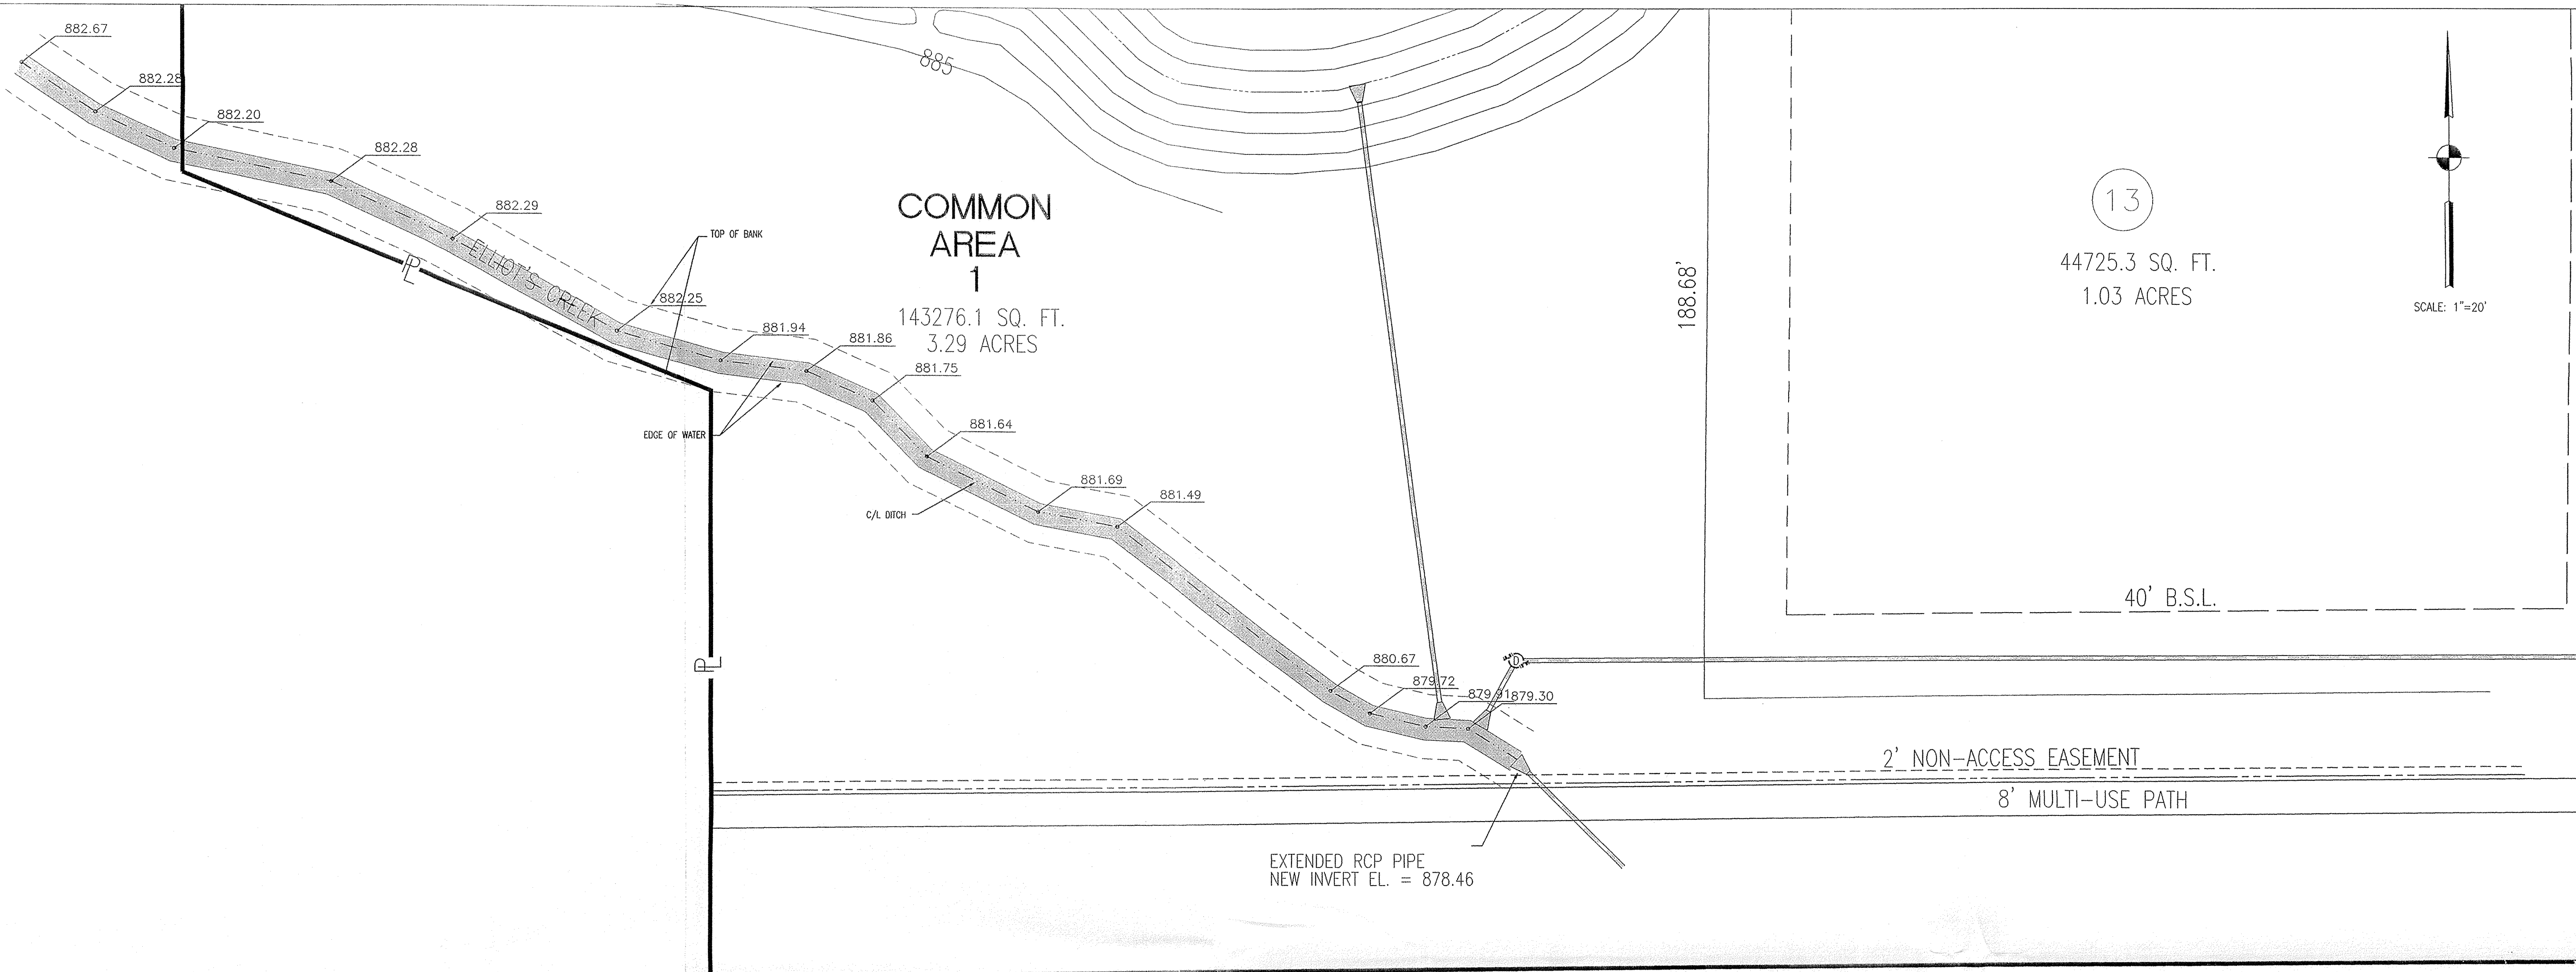 882.67
882.28
882.20
882.28
882.29
885
COMMON
AREA
1
143276.1 SQ. FT.
3.29 ACRES
TOP OF BANK
ELLIOT'S CREEK
PL
882.25
881.94
881.86
881.75
EDGE OF WATER
881.64
881.69
881.49
C/L DITCH
188.68'
13
44725.3 SQ. FT.
1.03 ACRES
SCALE: 1"=20'
40' B.S.L.
PL
880.67
879.72
879.91
879.30
D
2' NON-ACCESS EASEMENT
8' MULTI-USE PATH
EXTENDED RCP PIPE
NEW INVERT EL. = 878.46